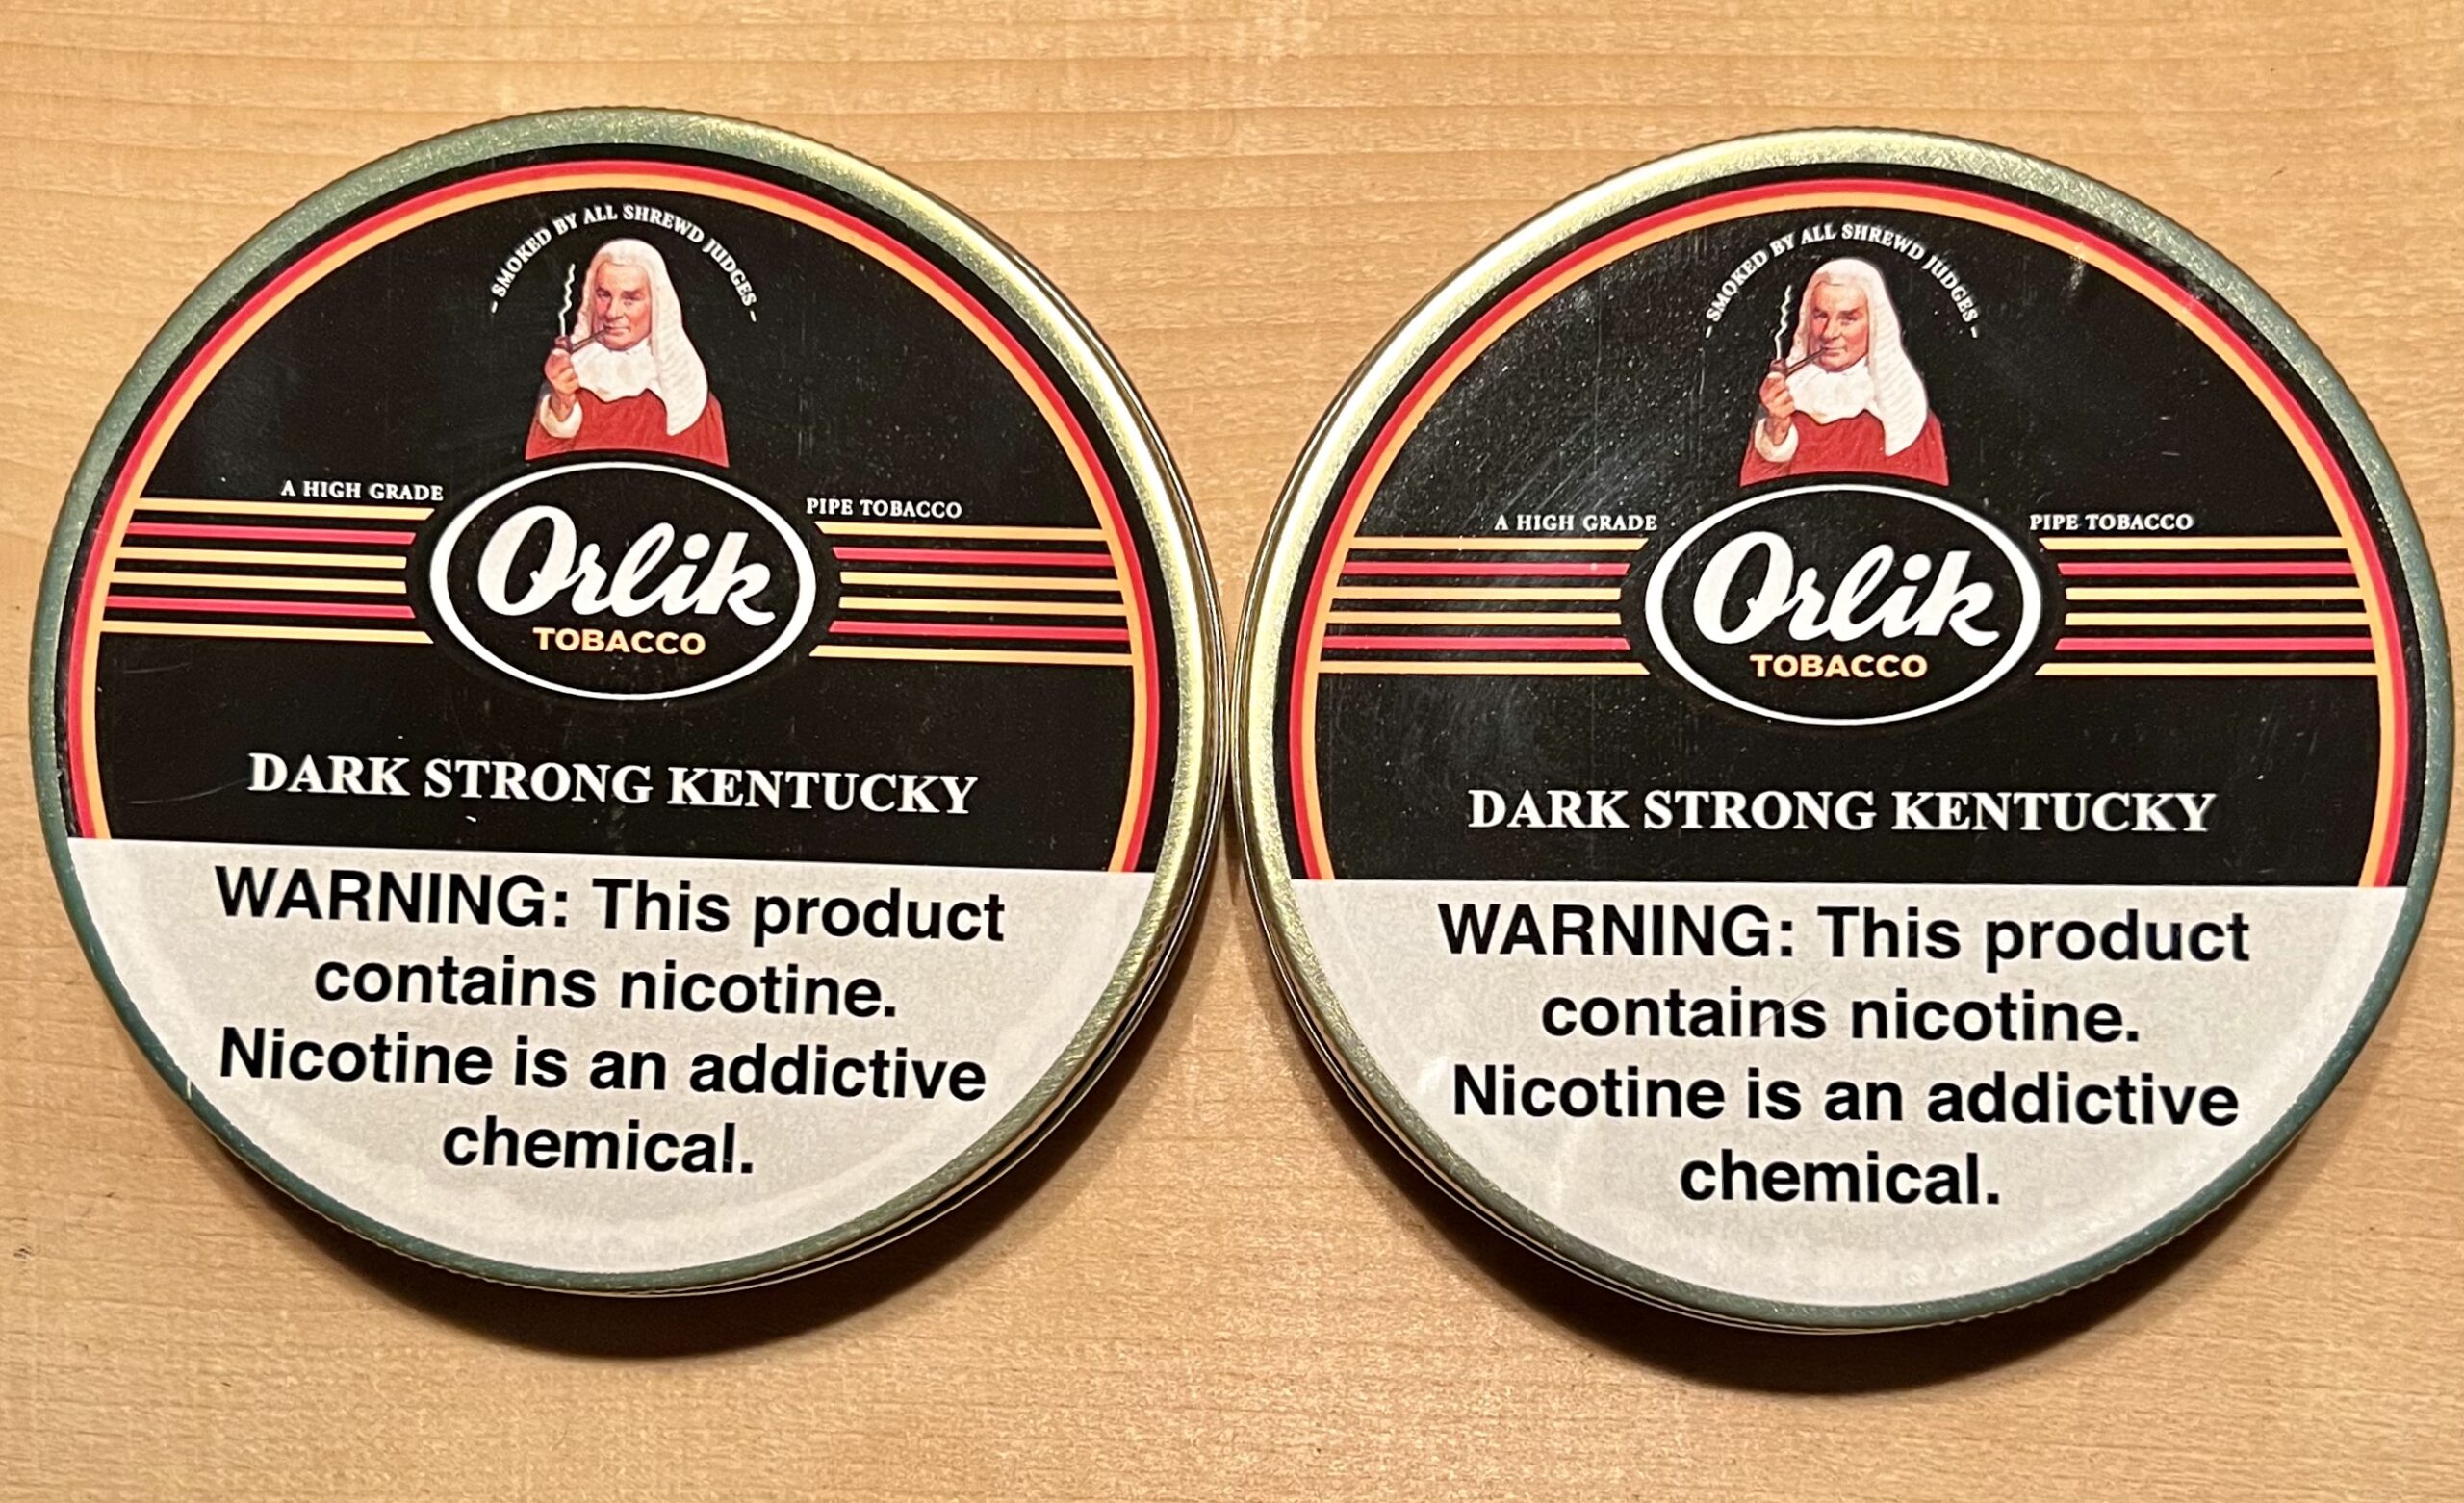 - SMOKED BY ALL SHREWD JUDGES -
A HIGH GRADE
PIPE TOBACCO
Orlik
TOBACCO
DARK STRONG KENTUCKY
WARNING: This product
contains nicotine.
Nicotine is an addictive
chemical.
- SMOKED BY ALL SHREWD JUDGES -
A HIGH GRADE
PIPE TOBACCO
Orlik
TOBACCO
DARK STRONG KENTUCKY
WARNING: This product
contains nicotine.
Nicotine is an addictive
chemical.